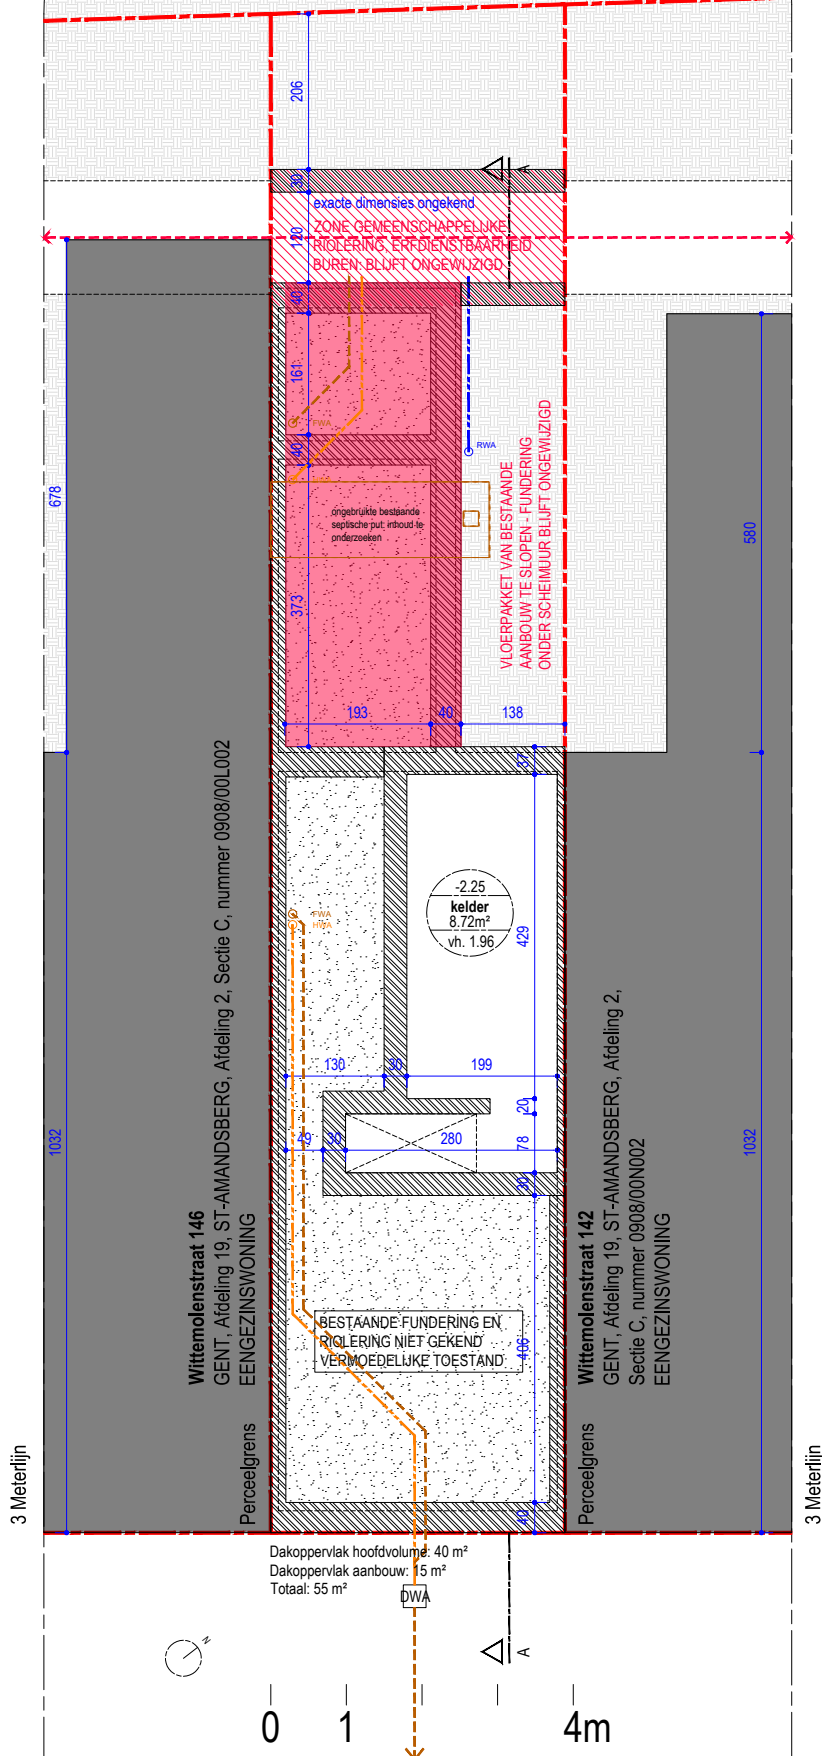 206
30
A
exacte dimensies ongekend
120
ZONE GEMEENSCHAPPELIJKE
RIOLERING, ERFDIENSTBAARHEID
BUREN: BLIJFT ONGEWIJZIGD
40
161
FWA
40
RWA
678
580
ongebruikte bestaande
septische put: inhoud te
onderzoeken
VLOERPAKKET VAN BESTAANDE
AANBOUW TE SLOPEN - FUNDERING
ONDER SCHEIMUUR BLIJFT ONGEWIJZIGD
373
193
40
138
37
-2.25
kelder
8.72m²
vh. 1.96
FWA
HWA
429
130
30
199
20
49
30
280
78
30
1032
1032
Wittemolenstraat 146
GENT, Afdeling 19, ST-AMANDSBERG, Afdeling 2, Sectie C, nummer 0908/00L002
EENGEZINSWONING
Wittemolenstraat 142
GENT, Afdeling 19, ST-AMANDSBERG, Afdeling 2,
Sectie C, nummer 0908/00N002
EENGEZINSWONING
BESTAANDE FUNDERING EN
RIOLERING NIET GEKEND
VERMOEDELIJKE TOESTAND
406
Perceelgrens
Perceelgrens
3 Meterlijn
3 Meterlijn
40
Dakoppervlak hoofdvolume: 40 m²
Dakoppervlak aanbouw: 15 m²
Totaal: 55 m²
DWA
N
A
0 1 4m